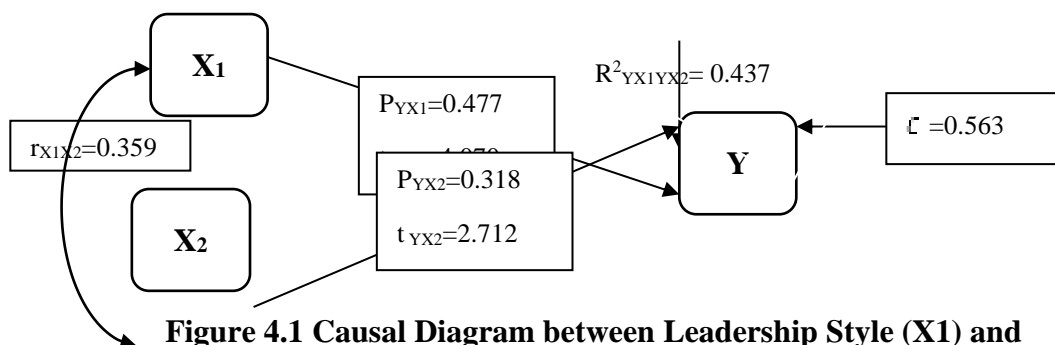 X1
R²YX1YX2= 0.437
PYX1=0.477
ℂ =0.563
rX1X2=0.359
PYX2=0.318
Y
X2
t YX2=2.712
Figure 4.1 Causal Diagram between Leadership Style (X1) and